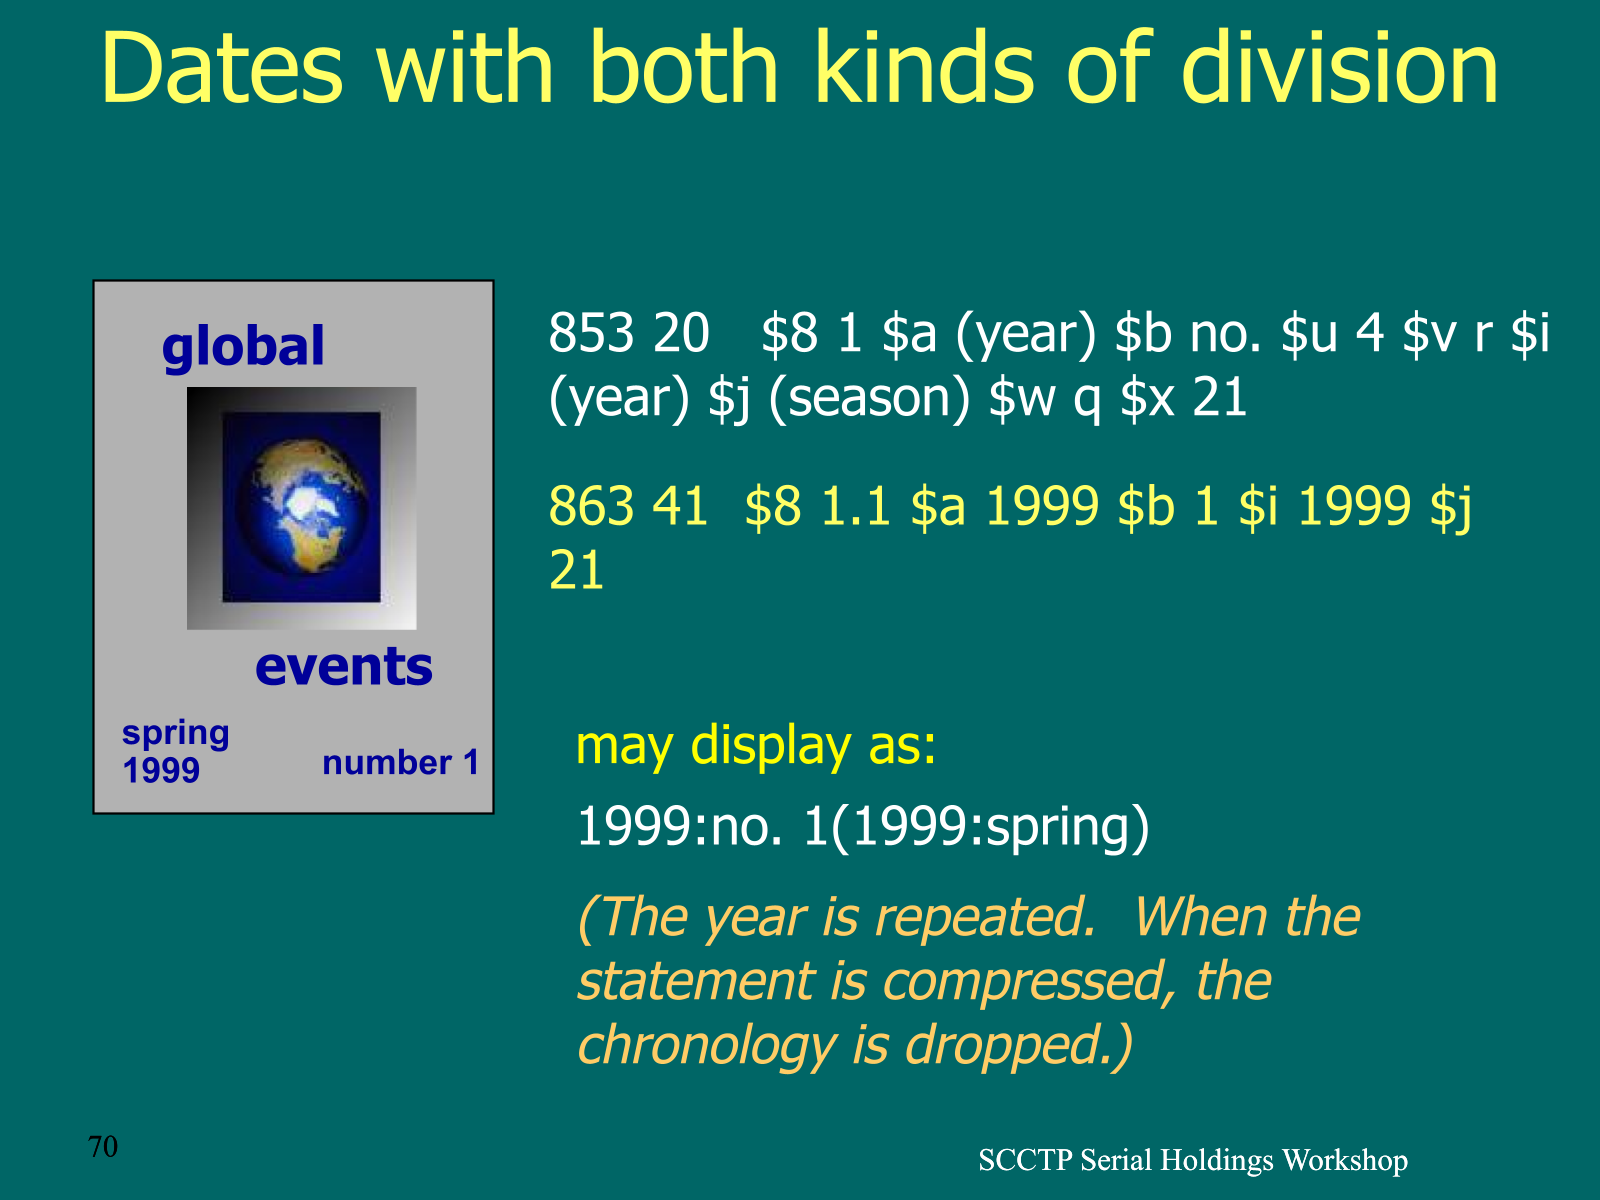 Dates with both kinds of division
global
events
spring
1999
number 1
853 20   $8 1 $a (year) $b no. $u 4 $v r $i
(year) $j (season) $w q $x 21
863 41  $8 1.1 $a 1999 $b 1 $i 1999 $j
21
may display as:
1999:no. 1(1999:spring)
(The year is repeated.  When the
statement is compressed, the
chronology is dropped.)
70
SCCTP Serial Holdings Workshop